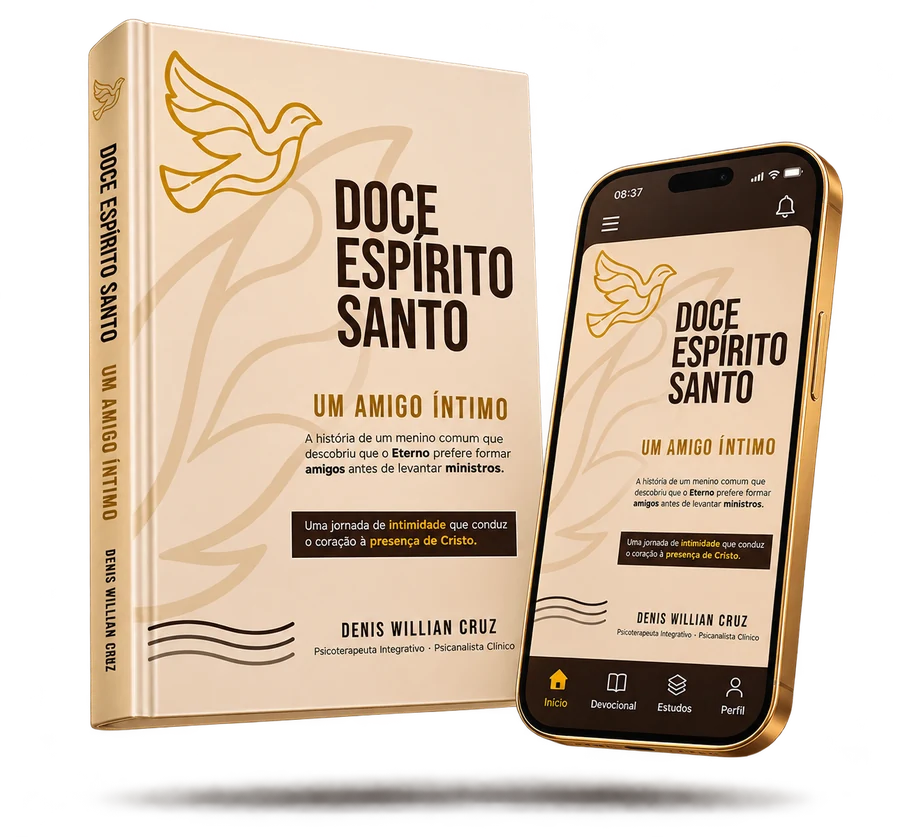 DOCE ESPÍRITO SANTO UM AMIGO ÍNTIMO DENIS WILLIAN CRUZ
DOCE
ESPÍRITO
SANTO
UM AMIGO ÍNTIMO
A história de um menino comum que
descobriu que o Eterno prefere formar
amigos antes de levantar ministros.
Uma jornada de intimidade que conduz
o coração à presença de Cristo.
DENIS WILLIAN CRUZ
Psicoterapeuta Integrativo · Psicanalista Clínico
08:37
DOCE
ESPÍRITO
SANTO
UM AMIGO ÍNTIMO
A história de um menino comum que
descobriu que o Eterno prefere formar
amigos antes de levantar ministros.
Uma jornada de intimidade que conduz
o coração à presença de Cristo.
DENIS WILLIAN CRUZ
Psicoterapeuta Integrativo · Psicanalista Clínico
Início Devocional Estudos Perfil